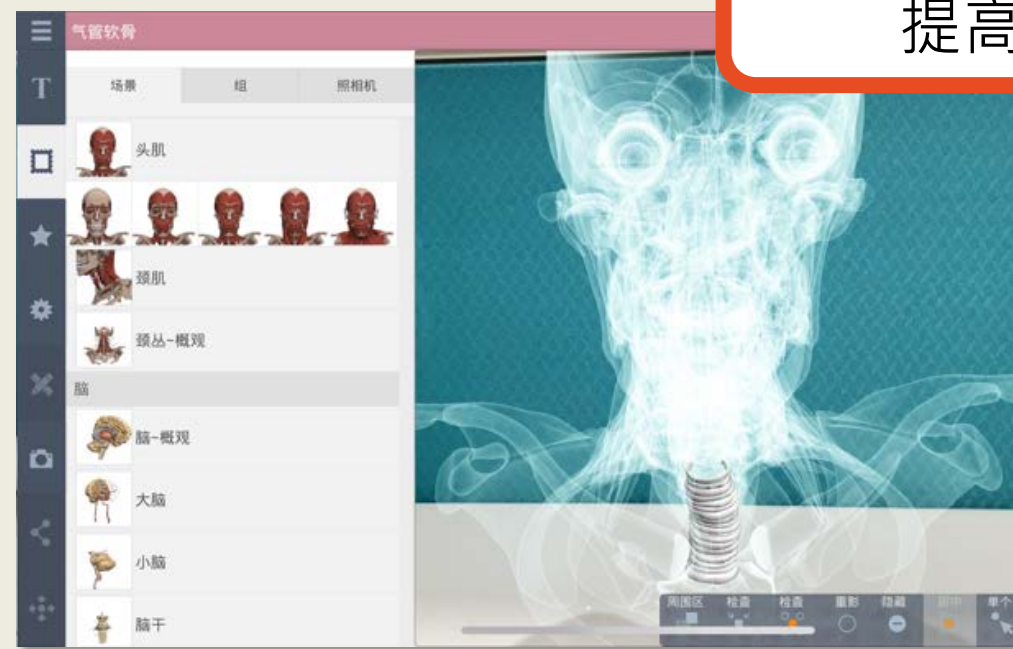 提高
气管软骨
T
场景 组 照相机
头肌
颈肌
颈丛-概观
脑
脑-概观
大脑
小脑
脑干
周围区 检查 检查 重影 隐藏 居中 单个